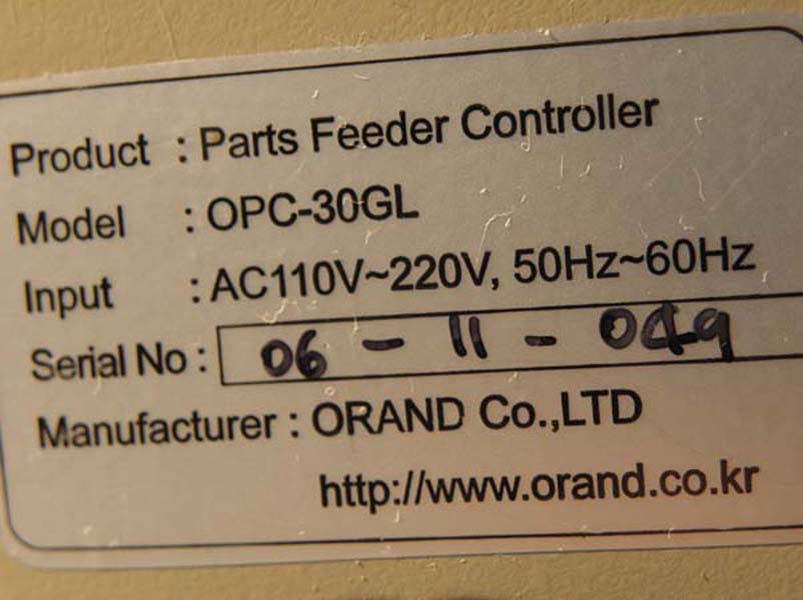 Product : Parts Feeder Controller
Model : OPC-30GL
Input : AC110V~220V, 50Hz~60Hz
Serial No : 06 - 11 - 049
Manufacturer : ORAND Co.,LTD
http://www.orand.co.kr